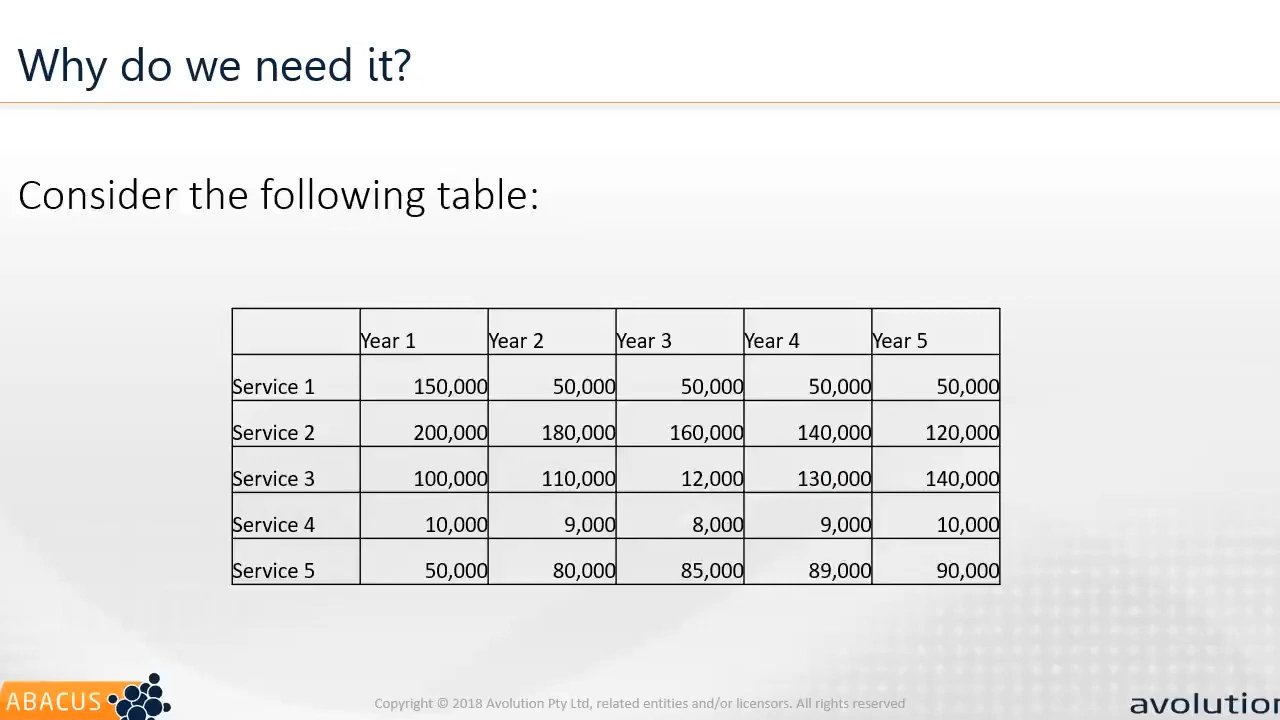 Why do we need it?
Consider the following table:
Year 1 Year 2 Year 3 Year 4 Year 5
Service 1 150,000 50,000 50,000 50,000 50,000
Service 2 200,000 180,000 160,000 140,000 120,000
Service 3 100,000 110,000 12,000 130,000 140,000
Service 4 10,000 9,000 8,000 9,000 10,000
Service 5 50,000 80,000 85,000 89,000 90,000
ABACUS
Copyright © 2018 Avolution Pty Ltd, related entities and/or licensors. All rights reserved
avolution